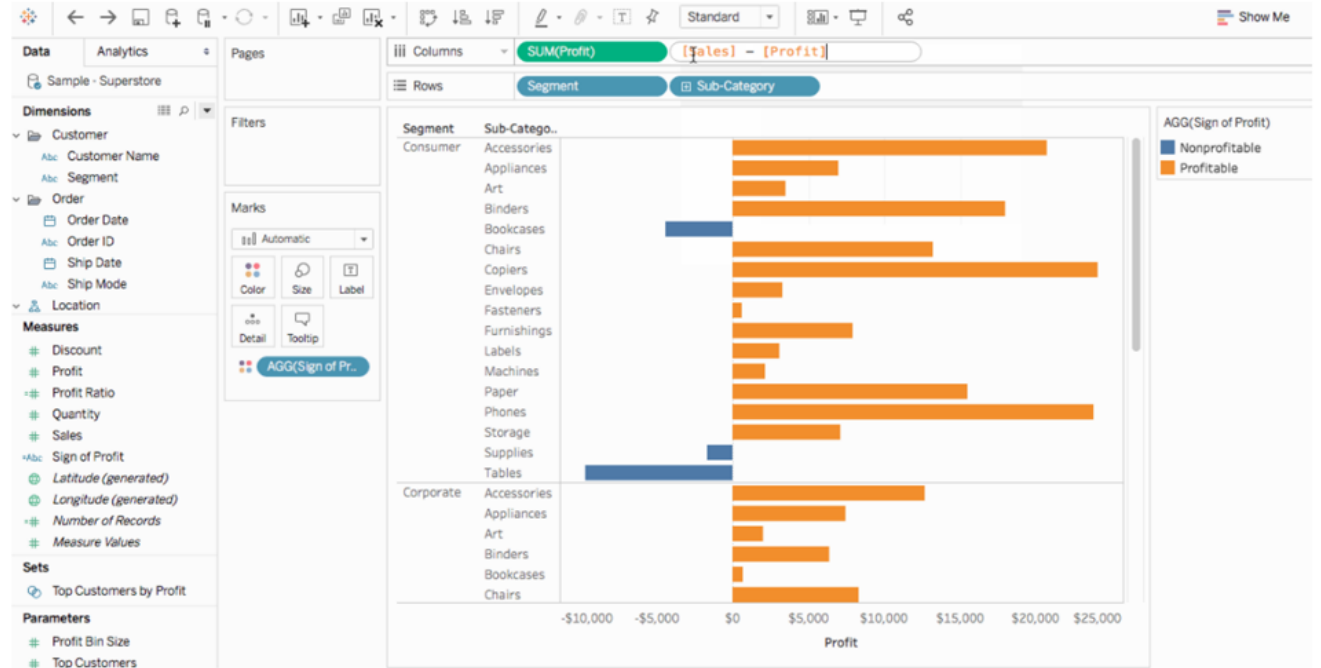 Standard
Show Me
Data
Analytics
Pages
Columns
SUM(Profit)
[Sales] - [Profit]
Sample - Superstore
Rows
Segment
Sub-Category
Dimensions
Filters
Customer
Abc Customer Name
Abc Segment
Order
Order Date
Abc Order ID
Ship Date
Abc Ship Mode
Location
Measures
# Discount
# Profit
=# Profit Ratio
# Quantity
# Sales
=Abc Sign of Profit
Latitude (generated)
Longitude (generated)
=# Number of Records
# Measure Values
Sets
Top Customers by Profit
Parameters
# Profit Bin Size
# Top Customers
Marks
Automatic
Color
Size
T
Label
Detail
Tooltip
AGG(Sign of Pr..
Segment
Sub-Catego..
Consumer
Accessories
Appliances
Art
Binders
Bookcases
Chairs
Copiers
Envelopes
Fasteners
Furnishings
Labels
Machines
Paper
Phones
Storage
Supplies
Tables
Corporate
Accessories
Appliances
Art
Binders
Bookcases
Chairs
-$10,000
-$5,000
$0
$5,000
$10,000
$15,000
$20,000
$25,000
Profit
AGG(Sign of Profit)
Nonprofitable
Profitable